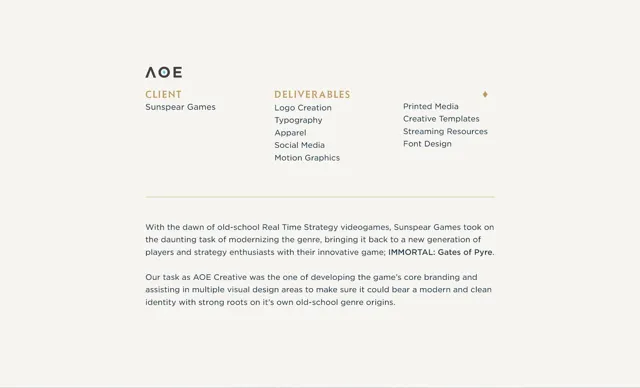 AOE
CLIENT
Sunspear Games
DELIVERABLES
Logo Creation
Typography
Apparel
Social Media
Motion Graphics
Printed Media
Creative Templates
Streaming Resources
Font Design
With the dawn of old-school Real Time Strategy videogames, Sunspear Games took on
the daunting task of modernizing the genre, bringing it back to a new generation of
players and strategy enthusiasts with their innovative game; IMMORTAL: Gates of Pyre.
Our task as AOE Creative was the one of developing the game's core branding and
assisting in multiple visual design areas to make sure it could bear a modern and clean
identity with strong roots on it's own old-school genre origins.